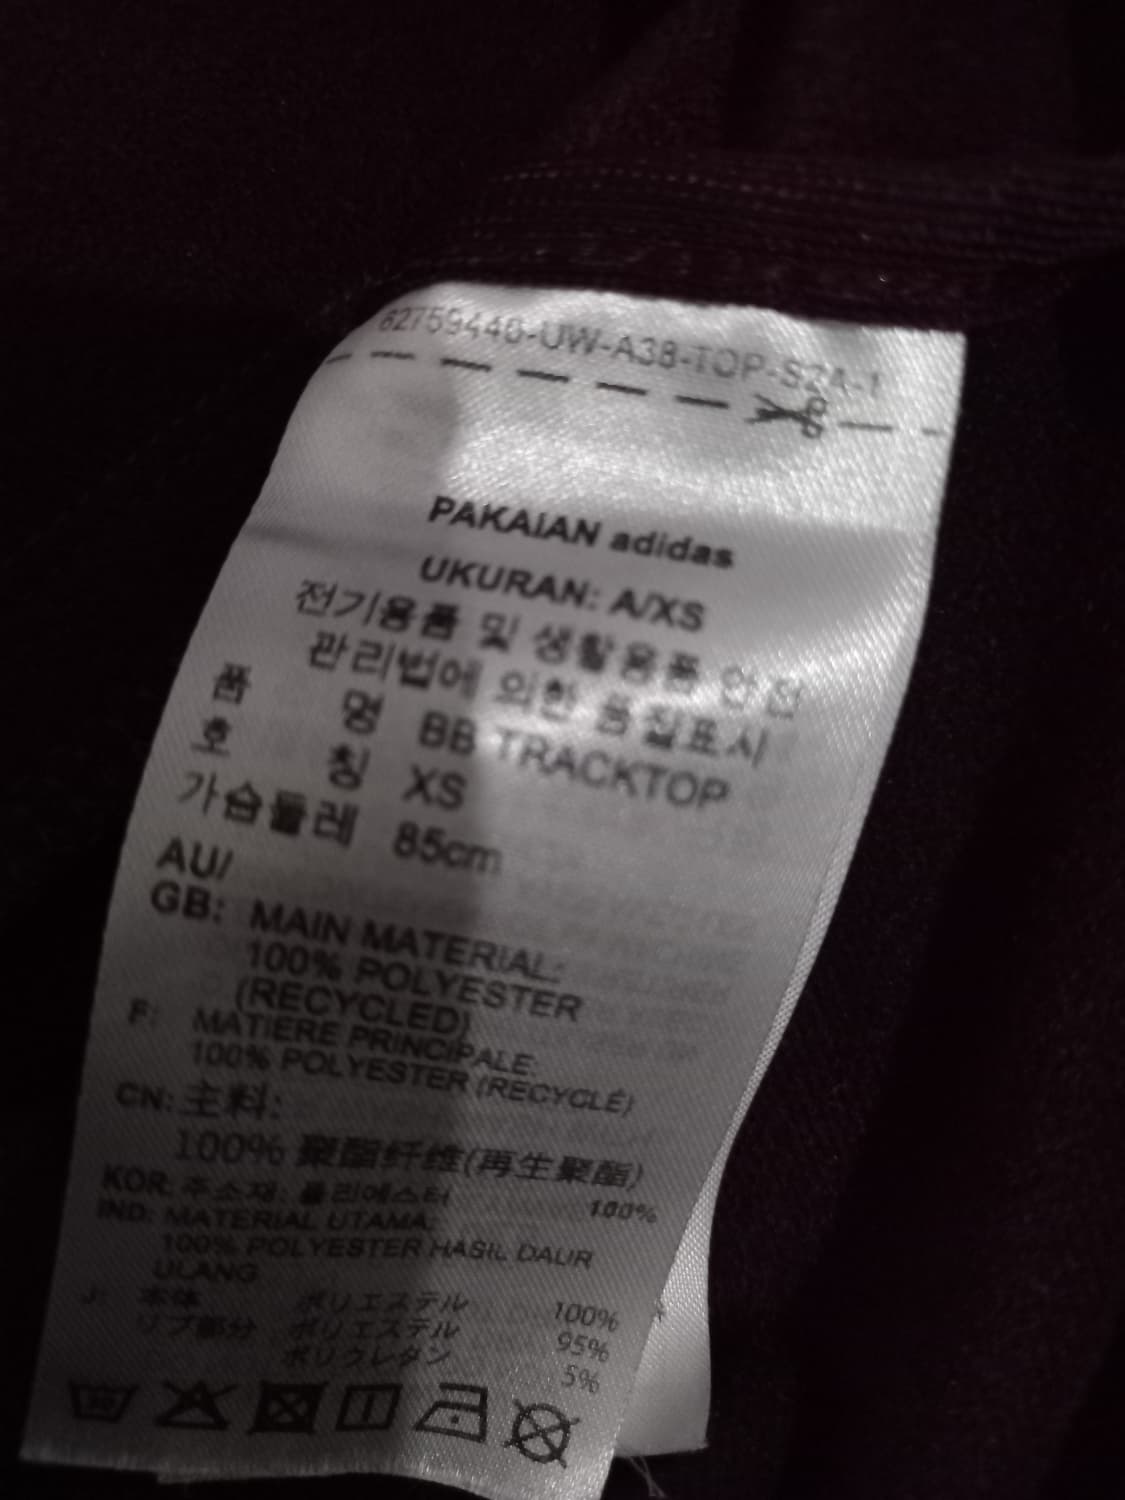 62759440-UW-A38-TOP-SZA-1
PAKAIAN adidas
UKURAN: A/XS
전기용품 및 생활용품 안전
관리법에 의한 품질표시
품 명 BB TRACKTOP
호 칭 XS
가슴둘레 85cm
AU/
GB: MAIN MATERIAL:
100% POLYESTER
(RECYCLED)
F: MATIERE PRINCIPALE:
100% POLYESTER (RECYCLÉ)
CN: 主料:
100% 聚酯纤维(再生聚酯)
KOR: 주소재: 폴리에스터 100%
IND: MATERIAL UTAMA:
100% POLYESTER HASIL DAUR
ULANG
J: 本体 ポリエステル 100%
リブ部分 ポリエステル 95%
ポリウレタン 5%
30